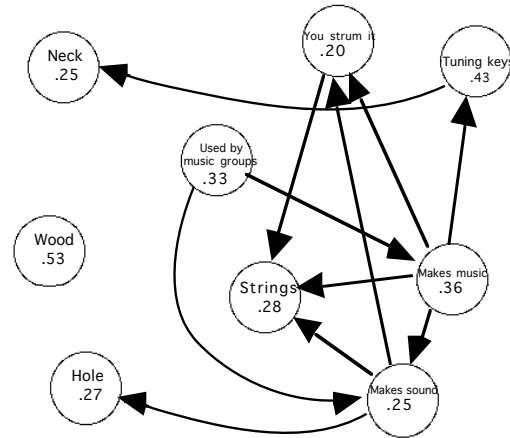 You strum it
.20
Neck
.25
Tuning keys
.43
Used by
music groups
.33
Wood
.53
Strings
.28
Makes music
.36
Hole
.27
Makes sound
.25